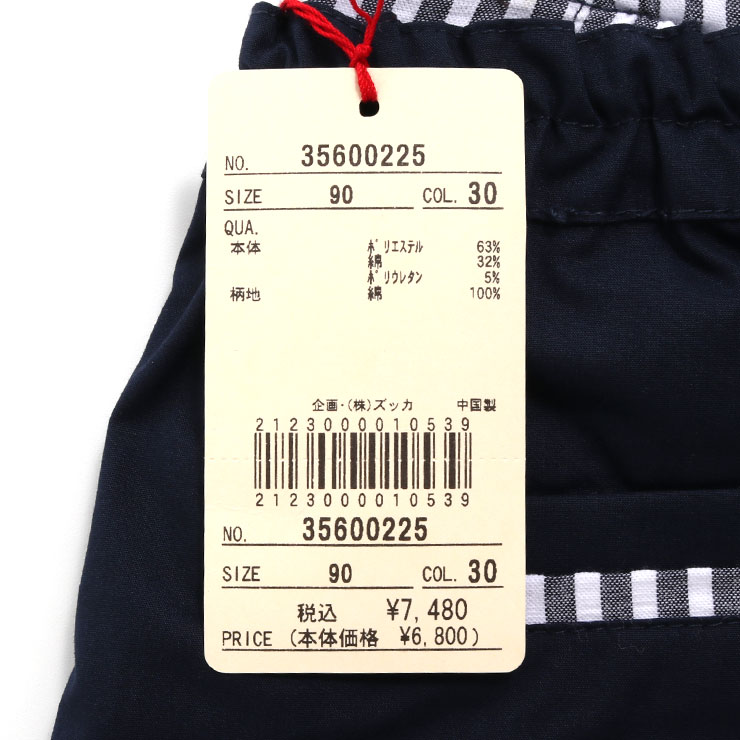 NO. 35600225
SIZE 90 COL. 30
QUA.
本体 ﾎﾟﾘｴｽﾃﾙ 63%
綿 32%
ﾎﾟﾘｳﾚﾀﾝ 5%
柄地 綿 100%
企画・(株)ズッカ 中国製
2123000010539
2123000010539
NO. 35600225
SIZE 90 COL. 30
税込 ¥7,480
PRICE (本体価格 ¥6,800)